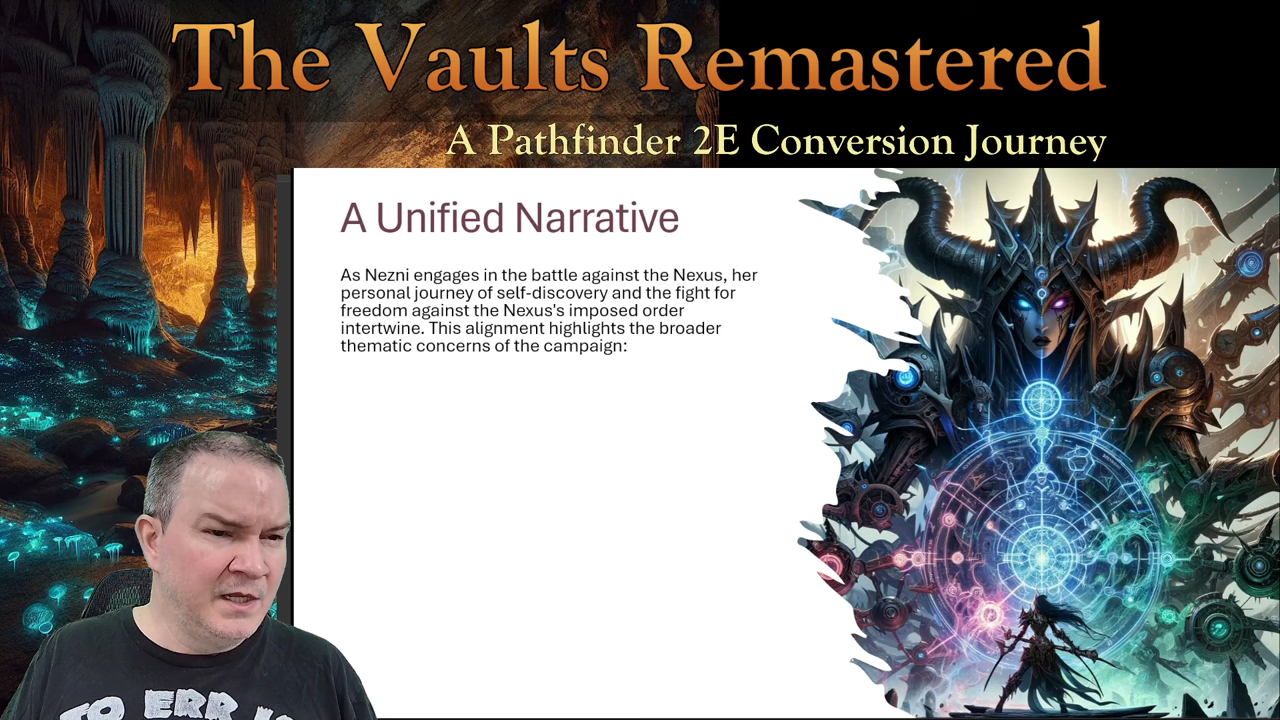 The Vaults Remastered
A Pathfinder 2E Conversion Journey
A Unified Narrative
As Nezni engages in the battle against the Nexus, her
personal journey of self-discovery and the fight for
freedom against the Nexus's imposed order
intertwine. This alignment highlights the broader
thematic concerns of the campaign:
TO ERR